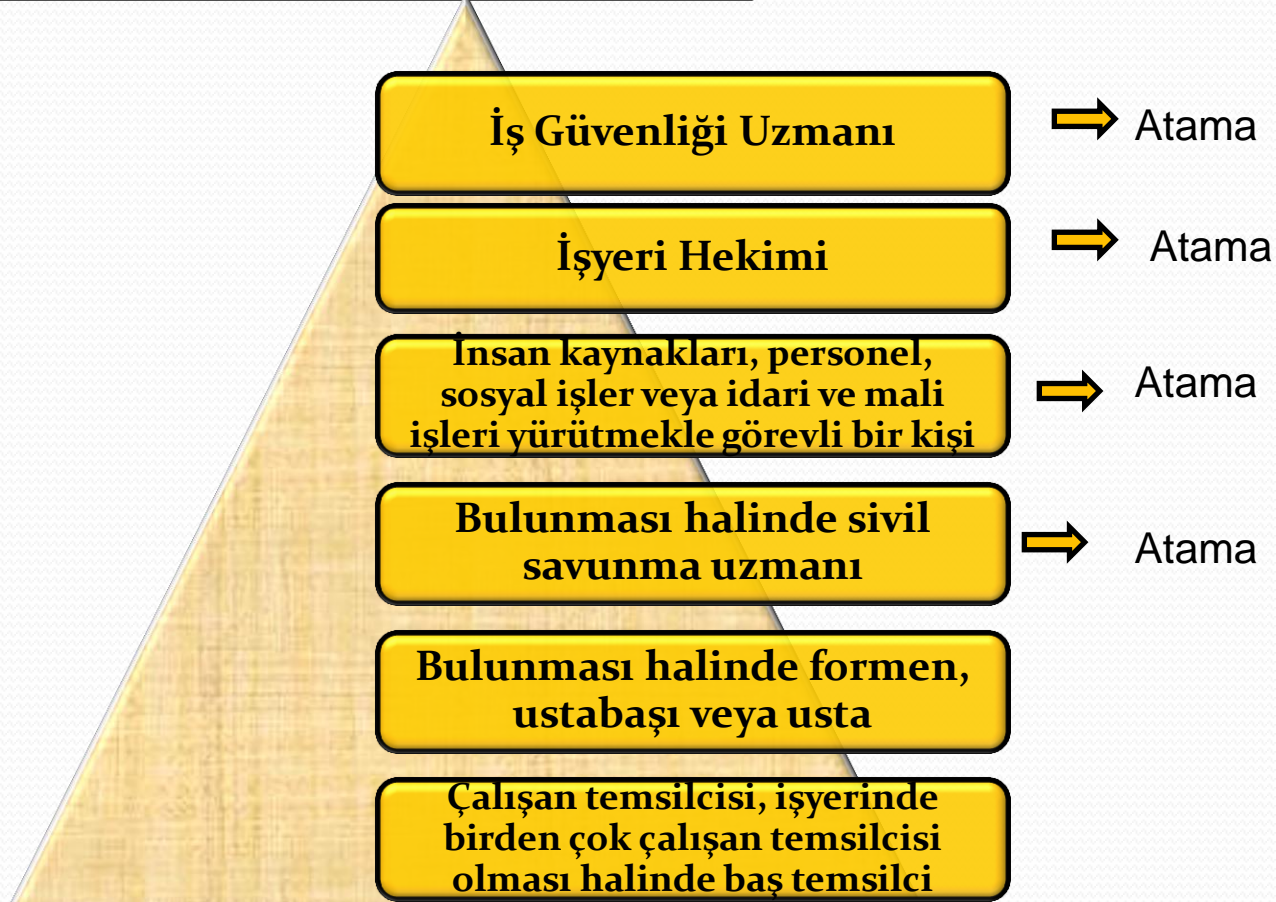 İş Güvenliği Uzmanı
Atama
İşyeri Hekimi
Atama
İnsan kaynakları, personel,
sosyal işler veya idari ve mali
işleri yürütmekle görevli bir kişi
Atama
Bulunması halinde sivil
savunma uzmanı
Atama
Bulunması halinde formen,
ustabaşı veya usta
Çalışan temsilcisi, işyerinde
birden çok çalışan temsilcisi
olması halinde baş temsilci